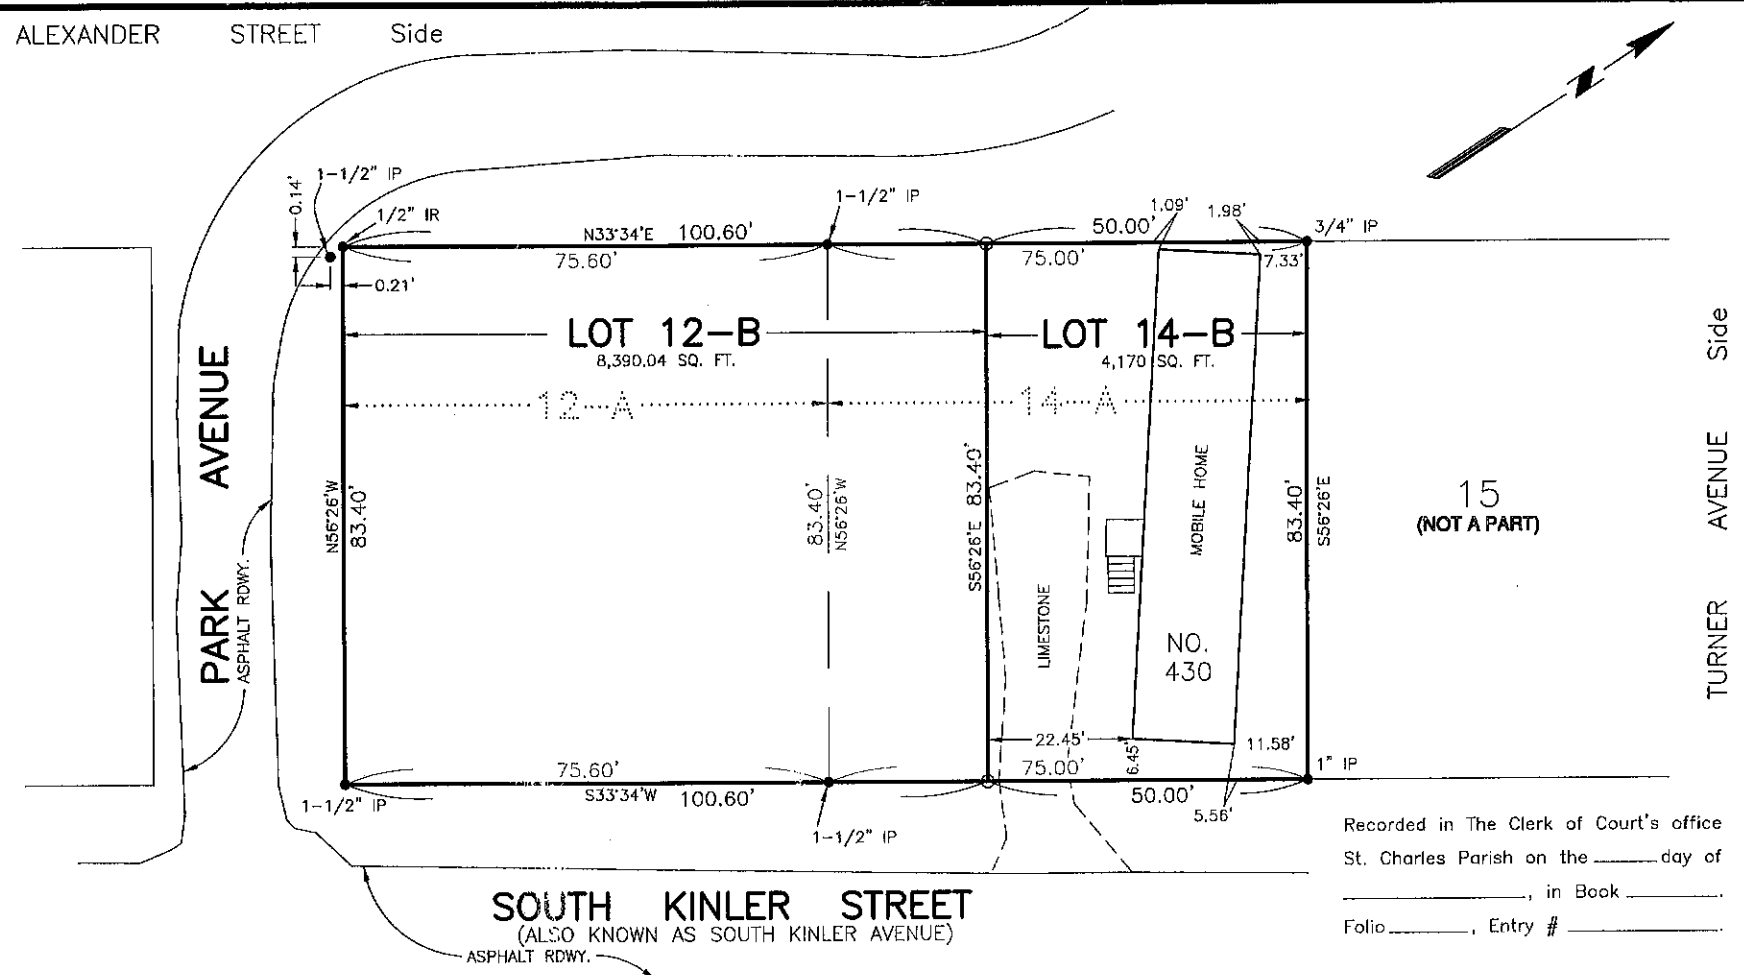 ALEXANDER STREET Side
N
0.14'
1-1/2" IP
1/2" IR
0.21'
1-1/2" IP
1.09'
1.98'
3/4" IP
N33°34'E 100.60'
50.00'
75.60'
75.00'
7.33'
LOT 12-B
8,390.04 SQ. FT.
LOT 14-B
4,170 SQ. FT.
12-A
14-A
PARK AVENUE
ASPHALT RDWY.
N56°26'W
83.40'
83.40'
N56°26'W
S56°26'E 83.40'
LIMESTONE
MOBILE HOME
NO.
430
83.40'
S56°26'E
15
(NOT A PART)
TURNER AVENUE Side
22.45'
6.45'
11.58'
75.60'
75.00'
1" IP
1-1/2" IP
S33°34'W 100.60'
50.00'
5.56'
1-1/2" IP
SOUTH KINLER STREET
(ALSO KNOWN AS SOUTH KINLER AVENUE)
ASPHALT RDWY.
Recorded in The Clerk of Court's office
St. Charles Parish on the ______ day of
______________, in Book __________.
Folio________, Entry # ________________.